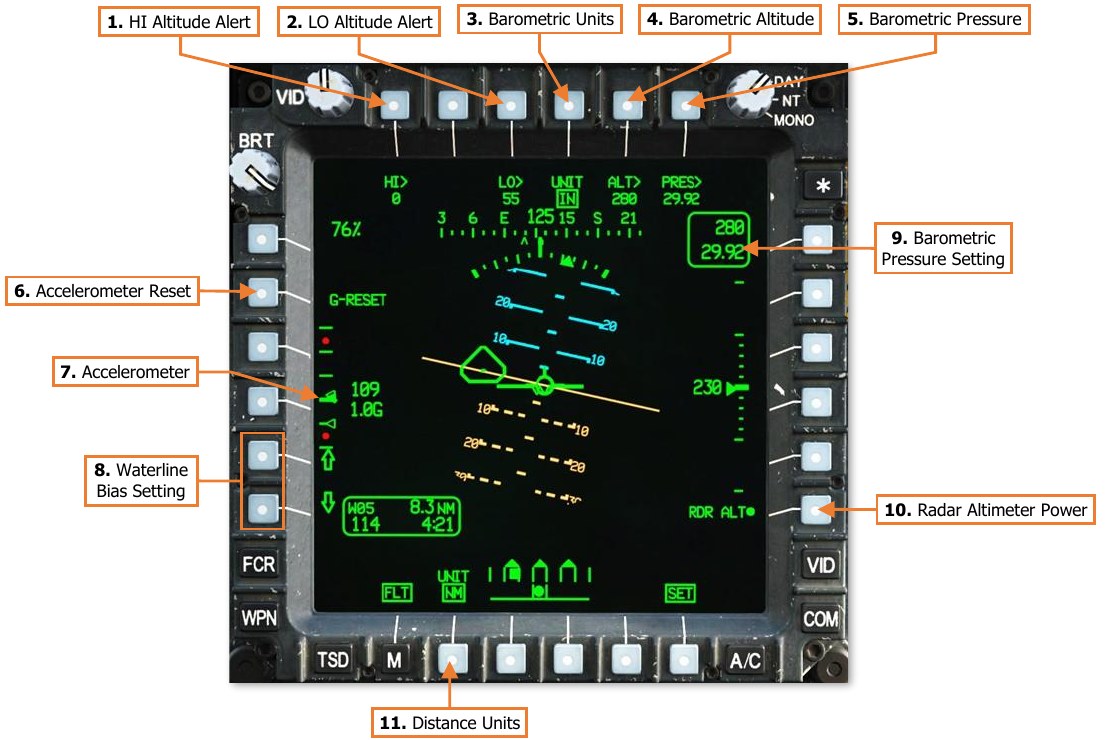 1. HI Altitude Alert
2. LO Altitude Alert
3. Barometric Units
4. Barometric Altitude
5. Barometric Pressure
VID
DAY
NT
MONO
BRT
*
HI> LO> UNIT ALT> PRES>
0 55 IN 280 29.92
3 6 E 125 15 S 21
76%
280
29.92
9. Barometric
Pressure Setting
6. Accelerometer Reset
G-RESET
20 20
10 10
7. Accelerometer
109
1.0G
230
10 10
20 20
8. Waterline
Bias Setting
W05 8.3 NM
114 4:21
RDR ALT
10. Radar Altimeter Power
FCR
VID
UNIT
FLT NM SET
WPN
COM
TSD M A/C
11. Distance Units